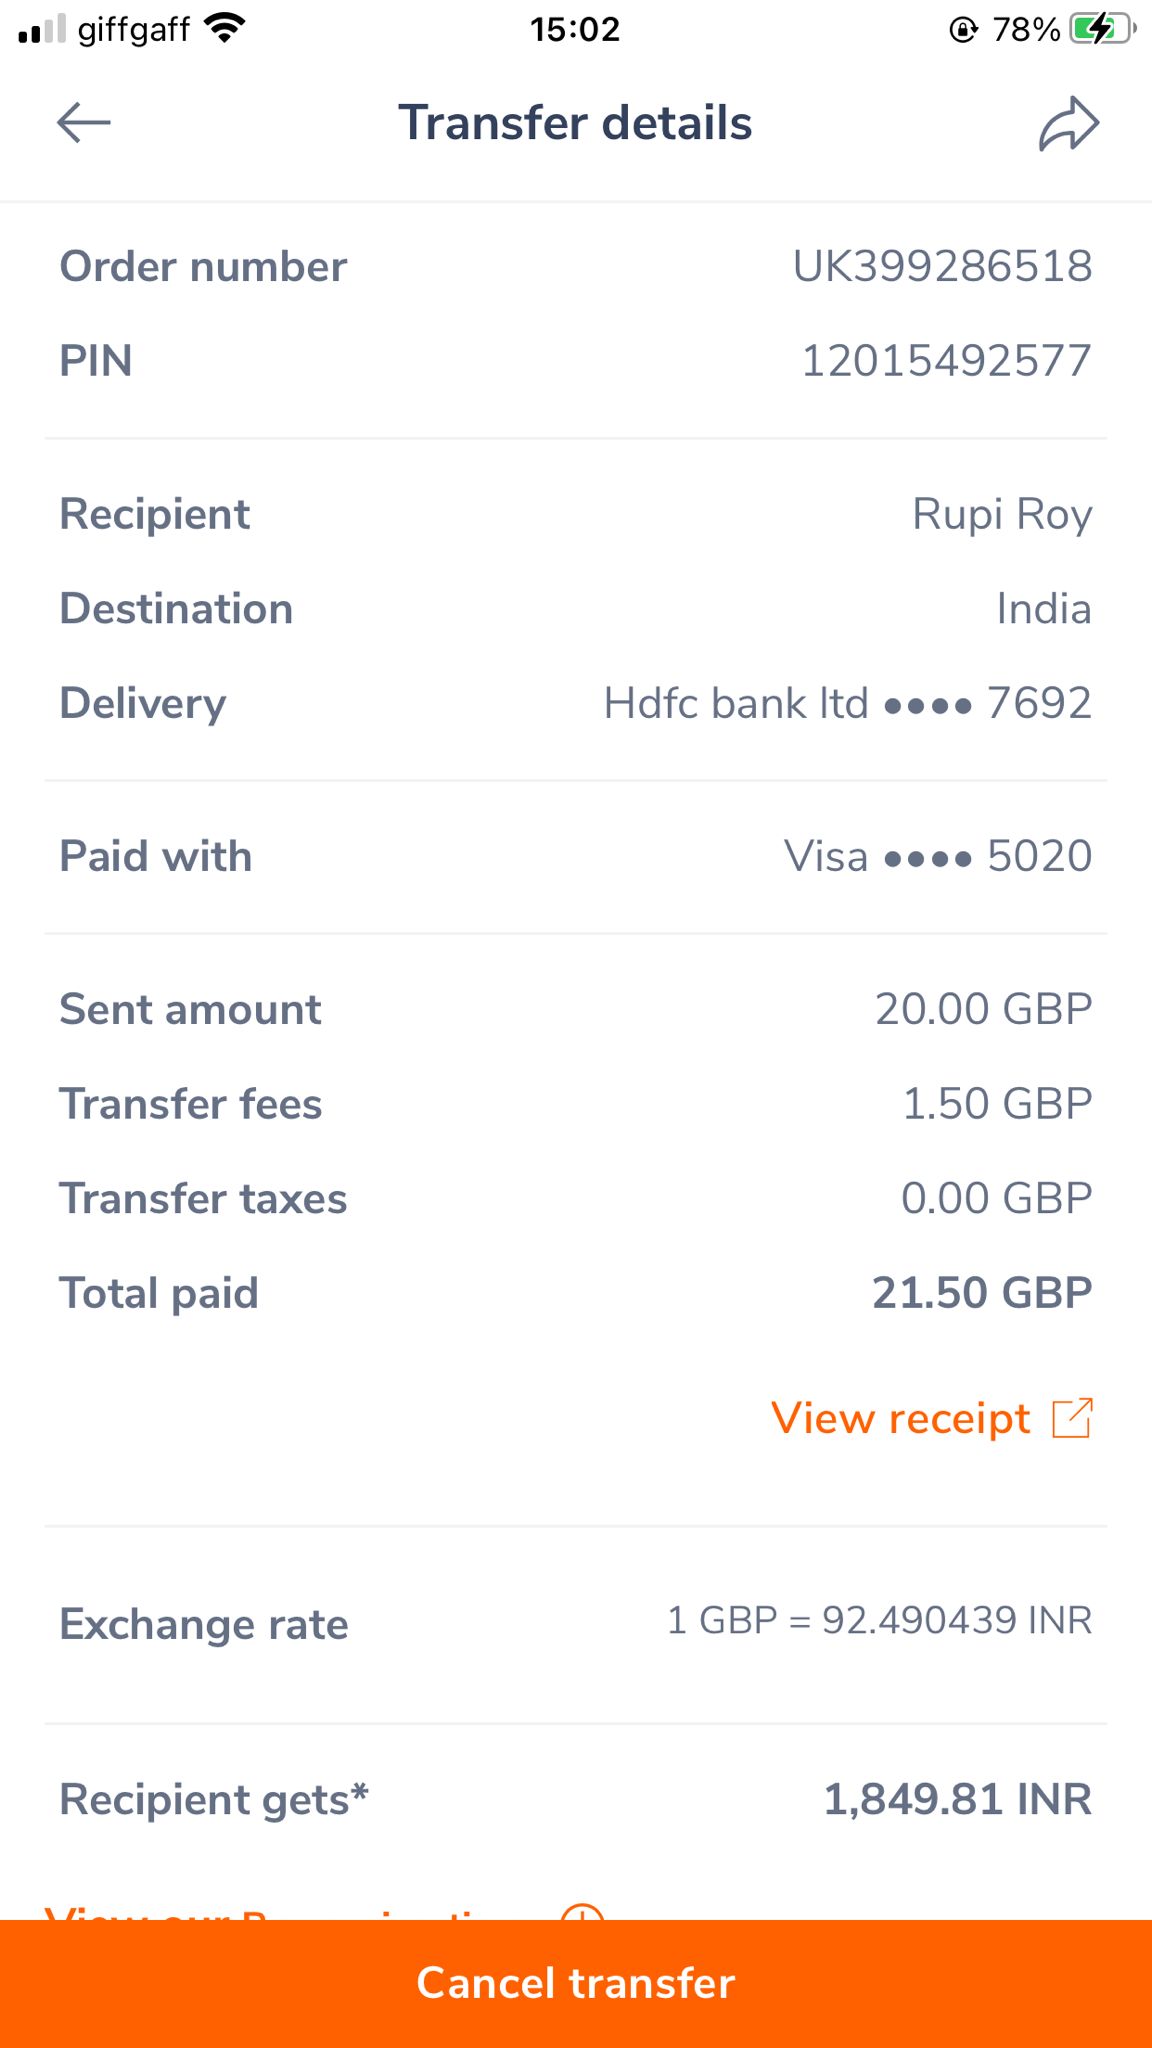 giffgaff 15:02 78%
Transfer details
Order number UK399286518
PIN 12015492577
Recipient Rupi Roy
Destination India
Delivery Hdfc bank ltd •••• 7692
Paid with Visa •••• 5020
Sent amount 20.00 GBP
Transfer fees 1.50 GBP
Transfer taxes 0.00 GBP
Total paid 21.50 GBP
View receipt
Exchange rate 1 GBP = 92.490439 INR
Recipient gets* 1,849.81 INR
View our
Cancel transfer